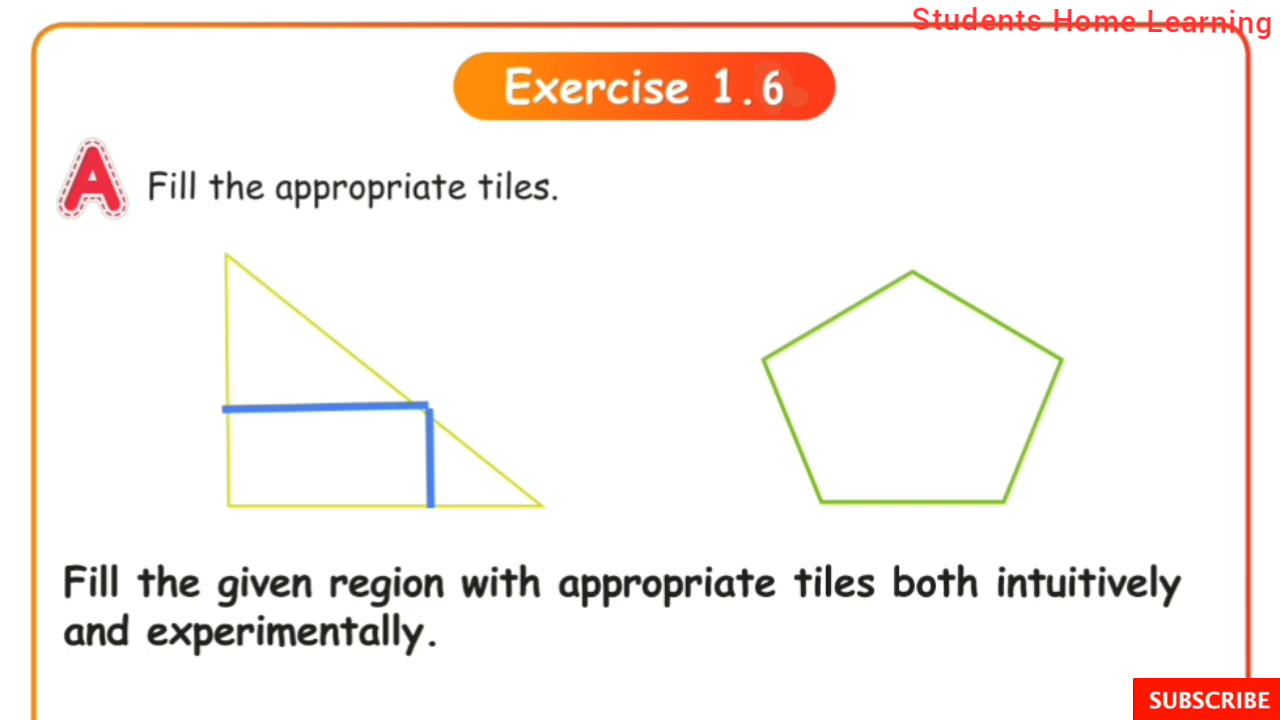 Students Home Learning
Exercise 1.6
A Fill the appropriate tiles.
Fill the given region with appropriate tiles both intuitively
and experimentally.
SUBSCRIBE